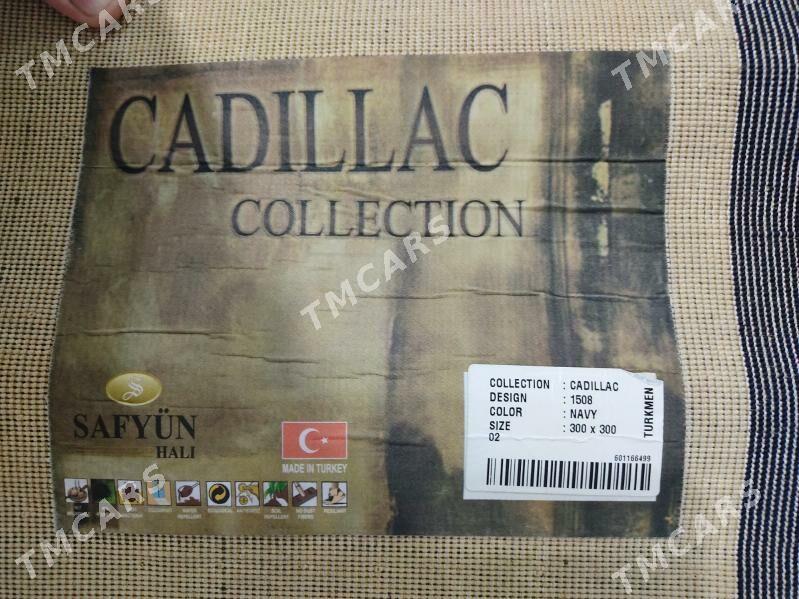 CADILLAC
COLLECTION
SAFYÜN
HALI
MADE IN TURKEY
COLLECTION : CADILLAC
DESIGN : 1508
COLOR : NAVY
SIZE : 300 x 300
02
TURKMEN
601166499
TMCARS
TMCARS
TMCARS
TMCARS
TMCARS